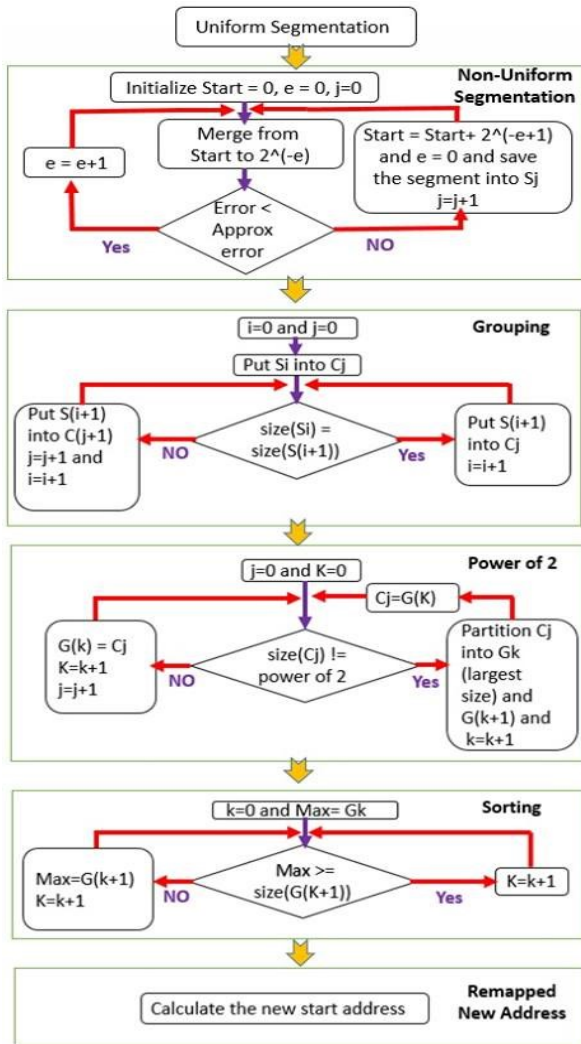 Uniform Segmentation
Non-Uniform
Segmentation
Initialize Start = 0, e = 0, j=0
Merge from
Start to 2^(-e)
e = e+1
Start = Start+ 2^(-e+1)
and e = 0 and save
the segment into Sj
j=j+1
Error <
Approx
error
Yes
NO
Grouping
i=0 and j=0
Put Si into Cj
Put S(i+1)
into C(j+1)
j=j+1 and
i=i+1
size(Si) =
size(S(i+1))
Put S(i+1)
into Cj
i=i+1
NO
Yes
Power of 2
j=0 and K=0
Cj=G(K)
G(k) = Cj
K=k+1
j=j+1
size(Cj) !=
power of 2
Partition Cj
into Gk
(largest
size) and
G(k+1) and
k=k+1
NO
Yes
Sorting
k=0 and Max= Gk
Max=G(k+1)
K=k+1
Max >=
size(G(K+1))
K=k+1
NO
Yes
Remapped
New Address
Calculate the new start address